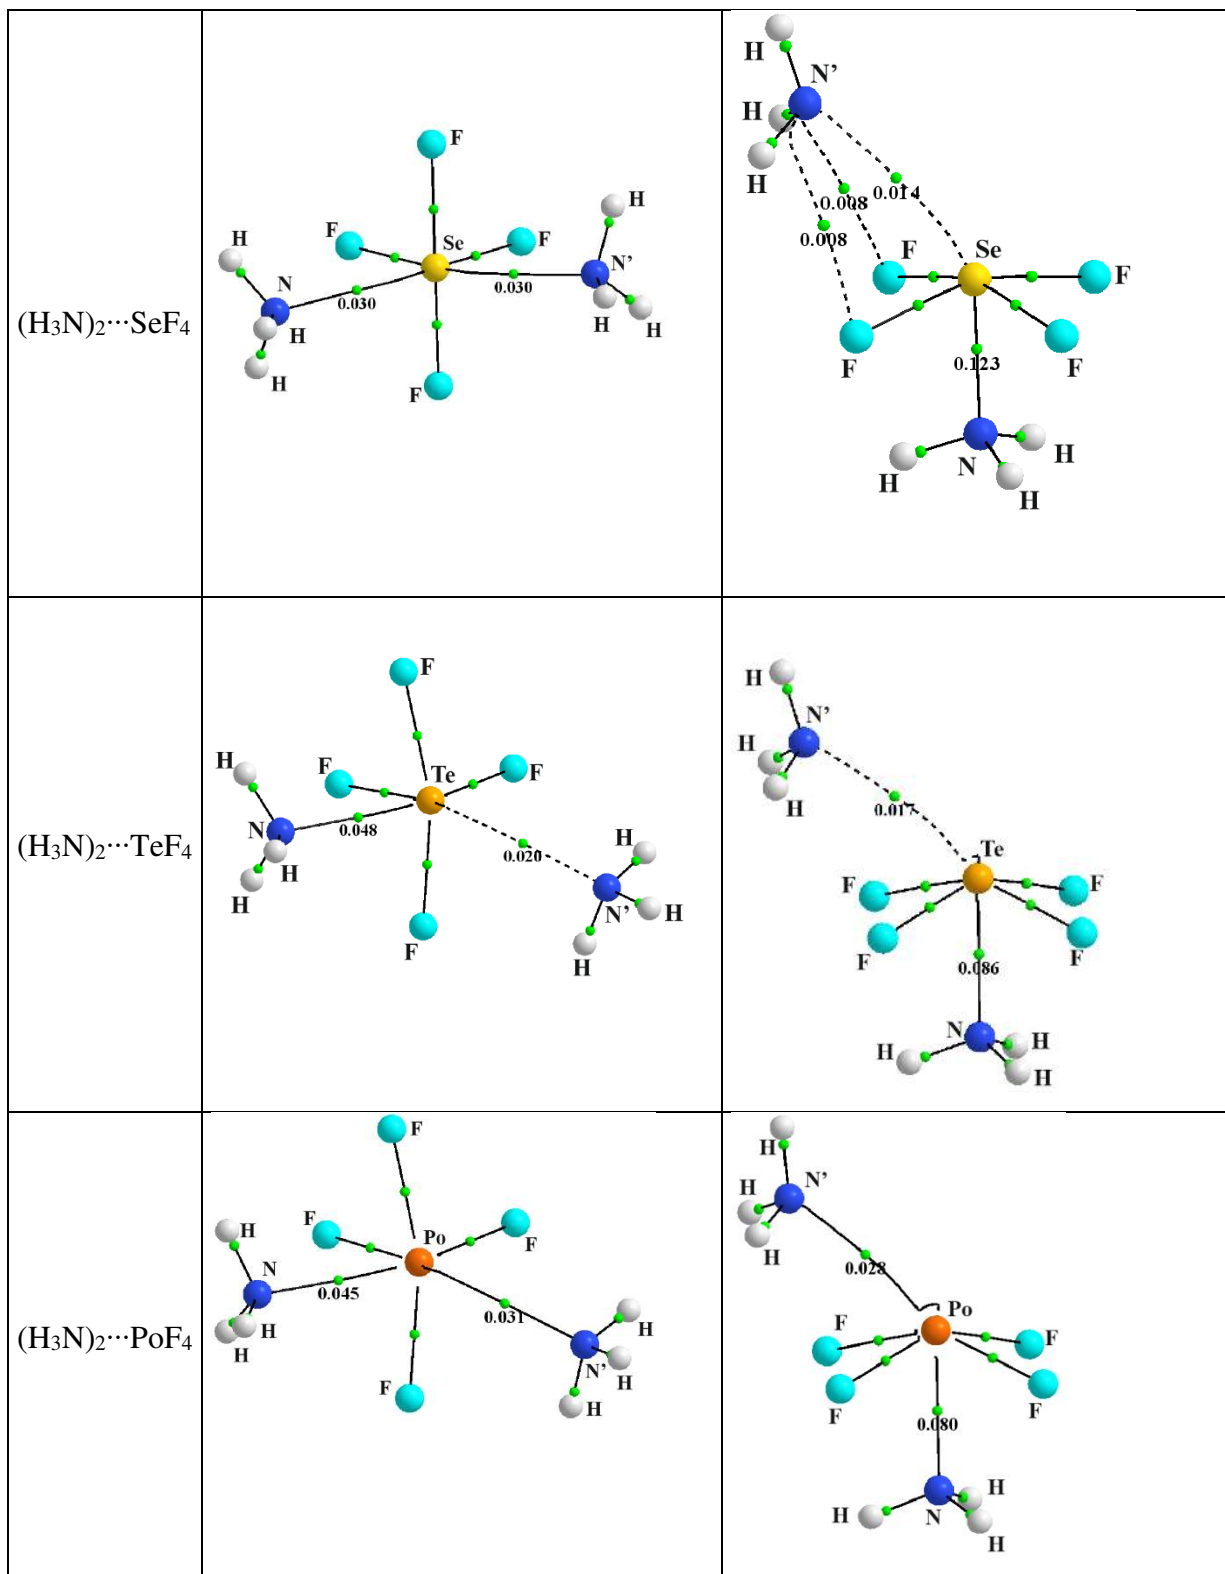 (H₃N)₂···SeF₄
F
F
Se
F
H
N
H
H
0.030
0.030
H
N’
H
H
F
H
N’
H
H
0.014
0.008
0.008
F
Se
F
F
F
0.123
H
N
H
H
(H₃N)₂···TeF₄
F
F
Te
F
H
N
0.048
H
H
0.020
H
N’
H
H
F
H
N’
H
H
0.017
Te
F
F
F
F
0.086
N
H
H
H
(H₃N)₂···PoF₄
F
F
Po
F
H
N
0.045
H
H
0.031
H
N’
H
H
F
H
N’
H
H
0.028
Po
F
F
F
F
0.080
H
H
N
H